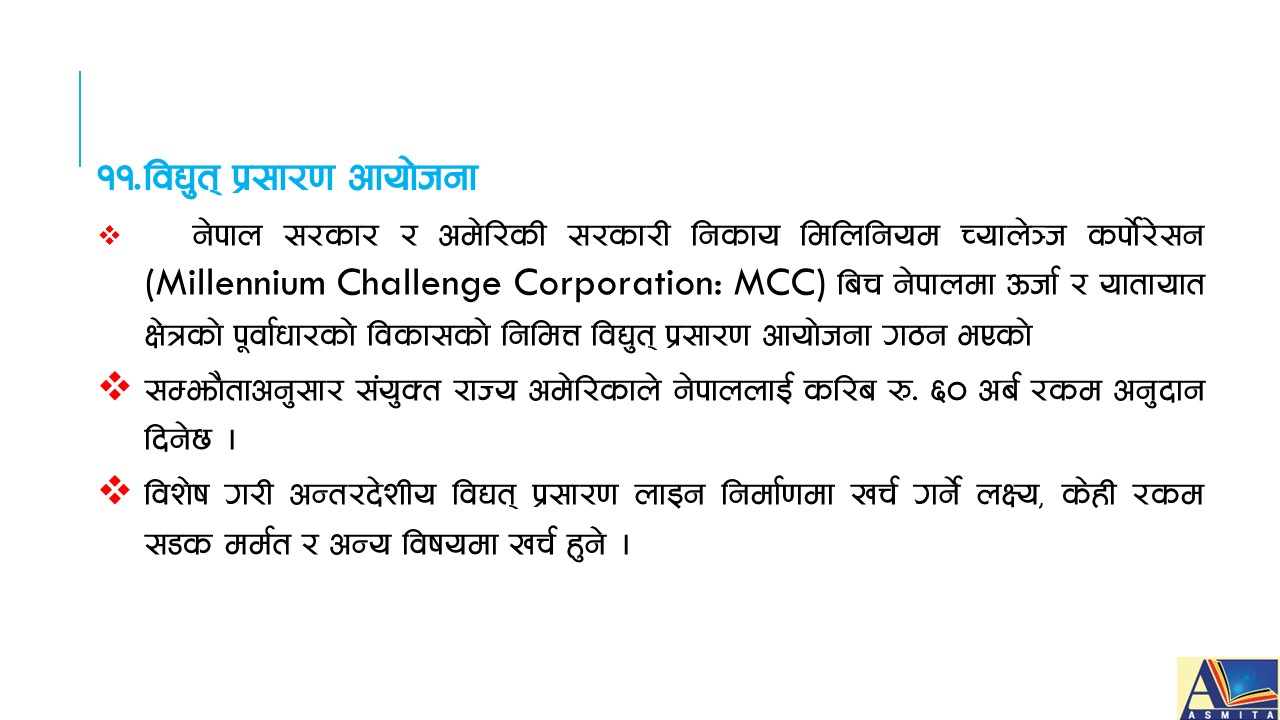 ११.विद्युत् प्रसारण आयोजना
❖ नेपाल सरकार र अमेरिकी सरकारी निकाय मिलिनियम च्यालेञ्ज कर्पोरेसन
(Millennium Challenge Corporation: MCC) बिच नेपालमा ऊर्जा र यातायात
क्षेत्रको पूर्वाधारको विकासको निमित्त विद्युत् प्रसारण आयोजना गठन भएको
❖ सम्झौताअनुसार संयुक्त राज्य अमेरिकाले नेपाललाई करिब रु. ६० अर्ब रकम अनुदान
दिनेछ ।
❖ विशेष गरी अन्तरदेशीय विद्यत् प्रसारण लाइन निर्माणमा खर्च गर्ने लक्ष्य, केही रकम
सडक मर्मत र अन्य विषयमा खर्च हुने ।
ASMITA